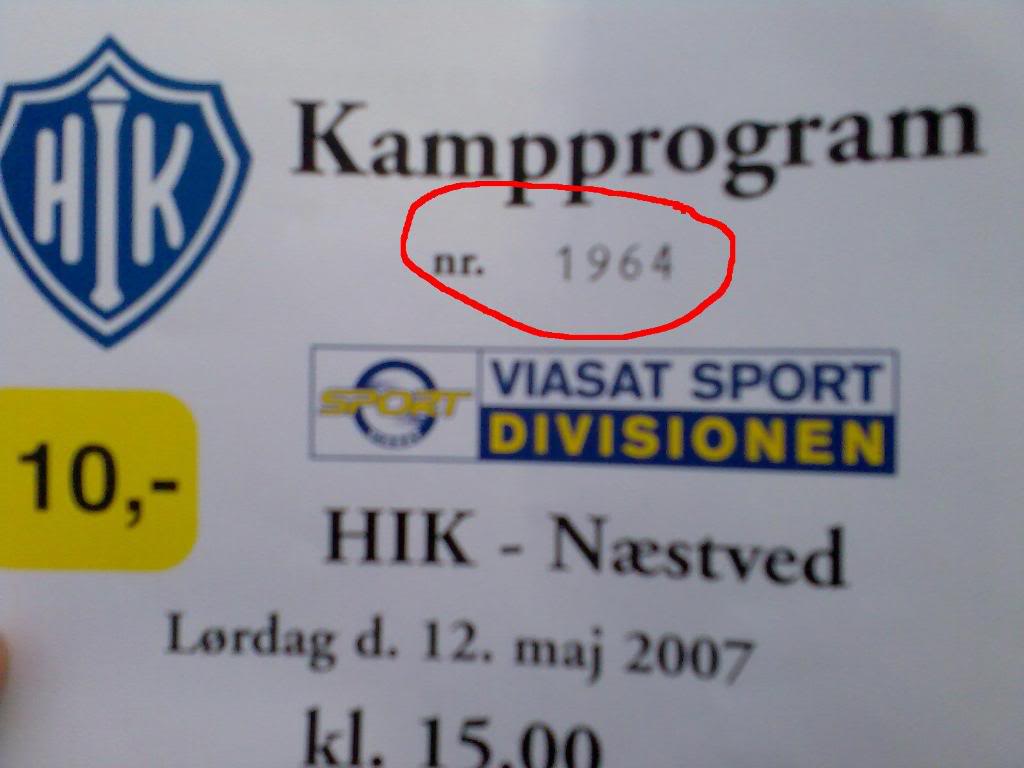 HIK
Kampprogram
nr. 1964
SPORT
VIASAT SPORT
DIVISIONEN
10,-
HIK - Næstved
Lørdag d. 12. maj 2007
kl. 15.00